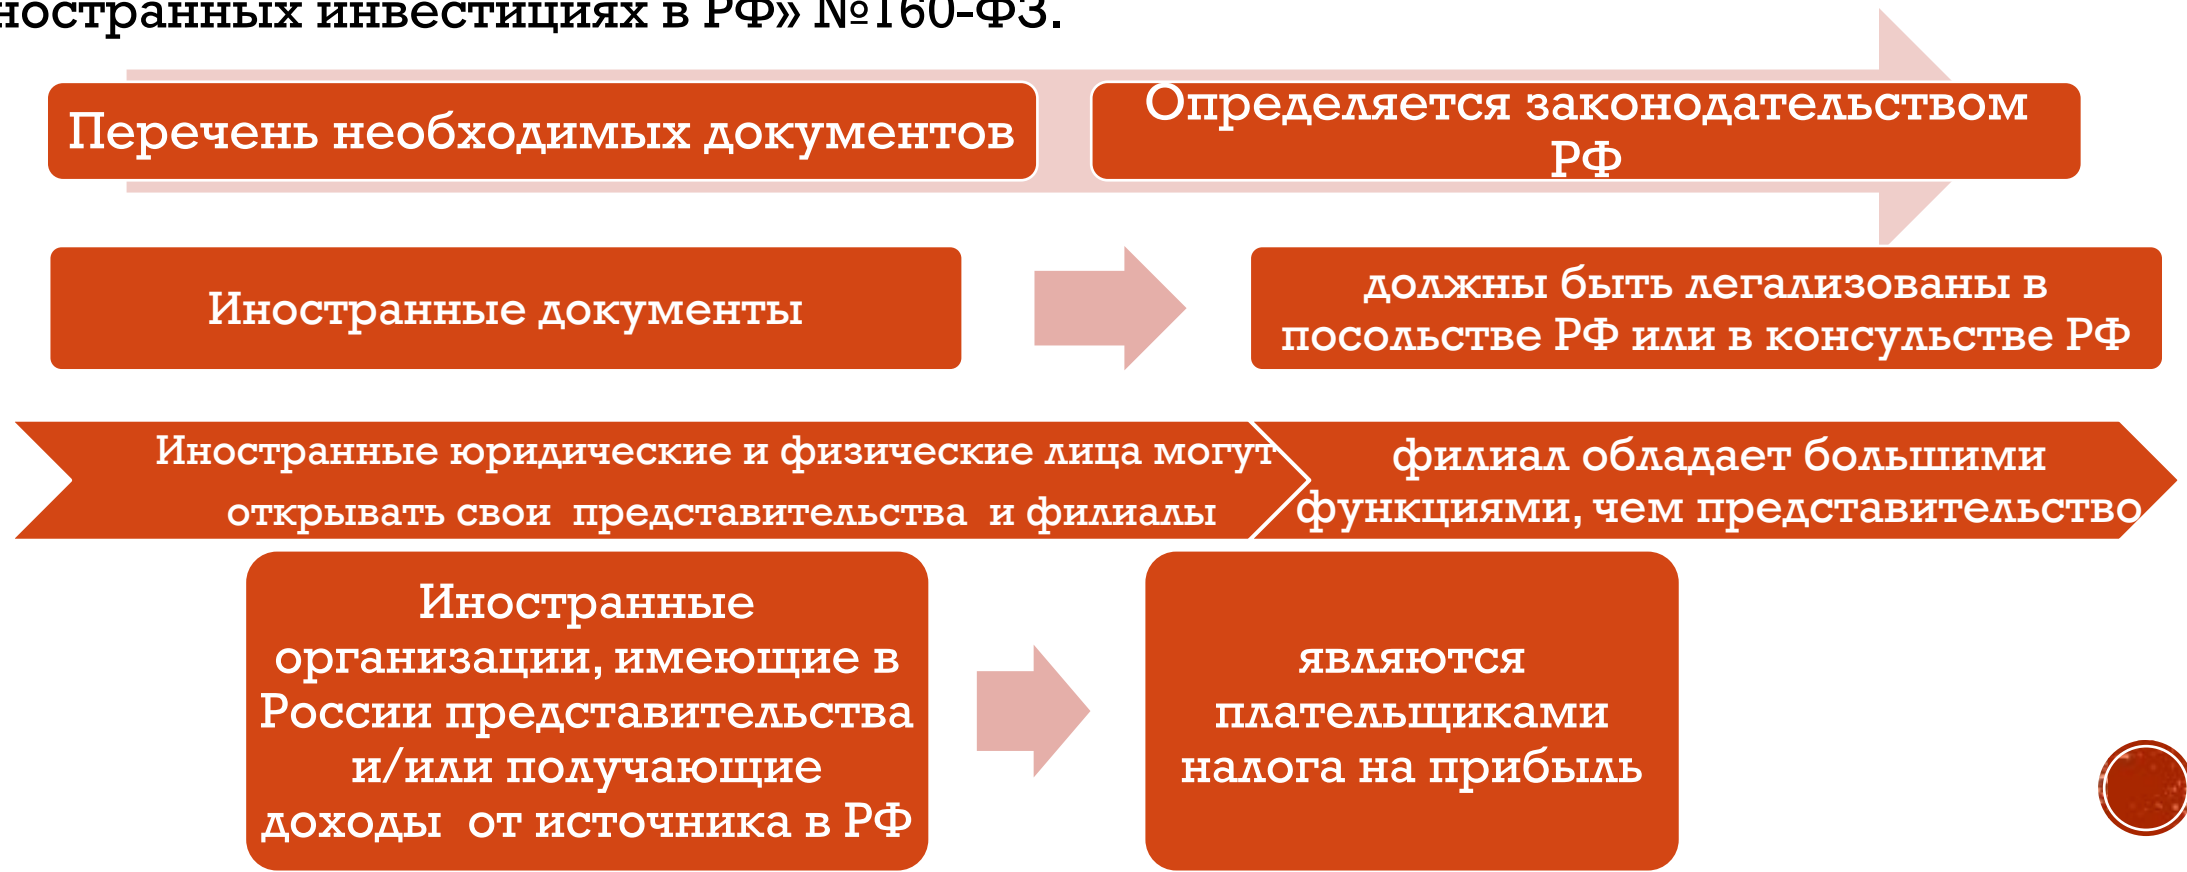 ностранных инвестициях в РФ» №160-ФЗ.
Перечень необходимых документов
Определяется законодательством
РФ
Иностранные документы
должны быть легализованы в
посольстве РФ или в консульстве РФ
Иностранные юридические и физические лица могут
открывать свои представительства и филиалы
филиал обладает большими
функциями, чем представительство
Иностранные
организации, имеющие в
России представительства
и/или получающие
доходы от источника в РФ
являются
плательщиками
налога на прибыль